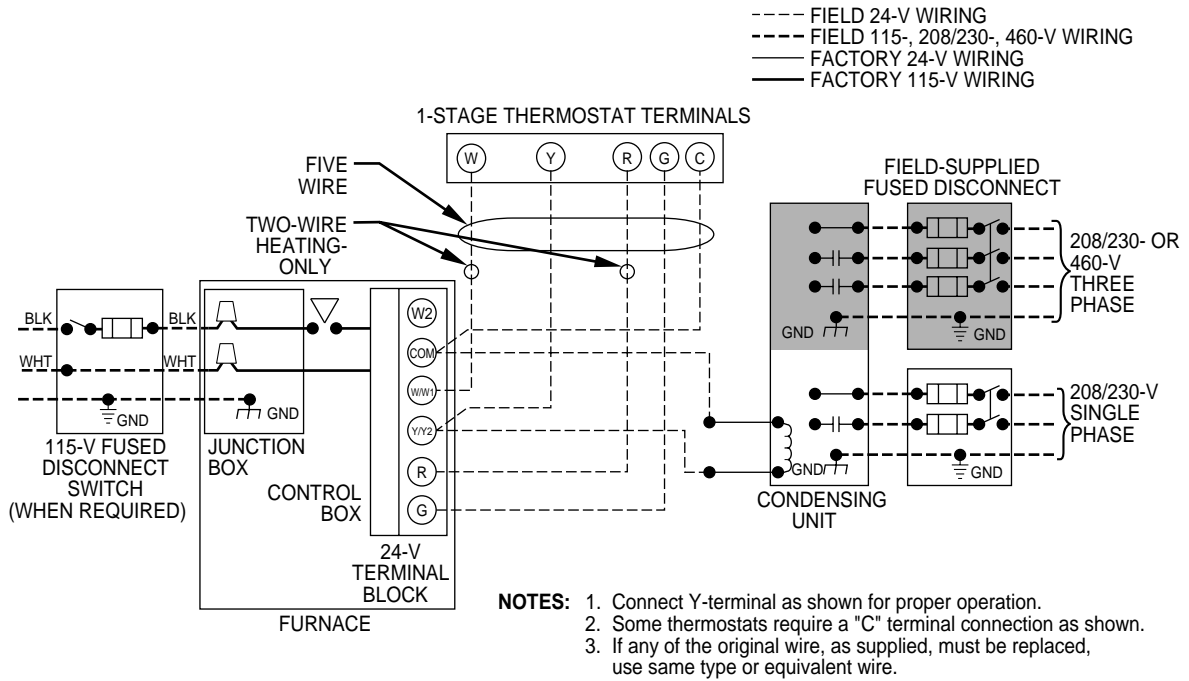 FIELD 24-V WIRING
FIELD 115-, 208/230-, 460-V WIRING
FACTORY 24-V WIRING
FACTORY 115-V WIRING
1-STAGE THERMOSTAT TERMINALS
W
Y
R
G
C
FIVE
WIRE
TWO-WIRE
HEATING-
ONLY
FIELD-SUPPLIED
FUSED DISCONNECT
208/230- OR
460-V
THREE
PHASE
GND
GND
BLK
BLK
WHT
WHT
GND
GND
115-V FUSED
DISCONNECT
SWITCH
(WHEN REQUIRED)
JUNCTION
BOX
CONTROL
BOX
W2
COM
W/W1
Y/Y2
R
G
24-V
TERMINAL
BLOCK
FURNACE
208/230-V
SINGLE
PHASE
GND
GND
CONDENSING
UNIT
NOTES: 1. Connect Y-terminal as shown for proper operation.
2. Some thermostats require a "C" terminal connection as shown.
3. If any of the original wire, as supplied, must be replaced,
use same type or equivalent wire.